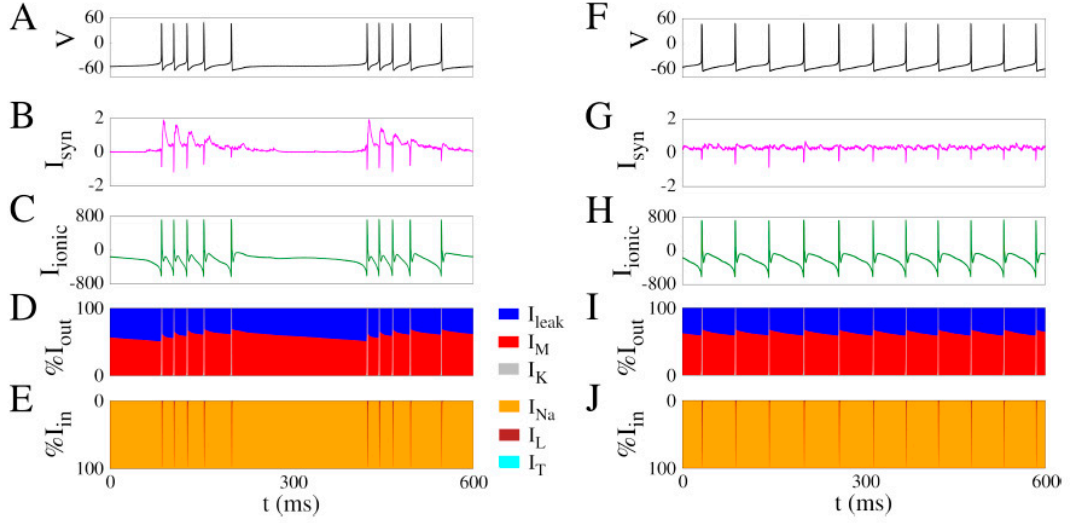 A
V
60
0
-60
B
I_syn
2
0
-2
C
I_ionic
800
0
-800
D
%I_out
100
0
E
%I_in
0
100
0
300
600
t (ms)
I_leak
I_M
I_K
I_Na
I_L
I_T
F
V
60
0
-60
G
I_syn
2
0
-2
H
I_ionic
800
0
-800
I
%I_out
100
0
J
%I_in
0
100
0
300
600
t (ms)